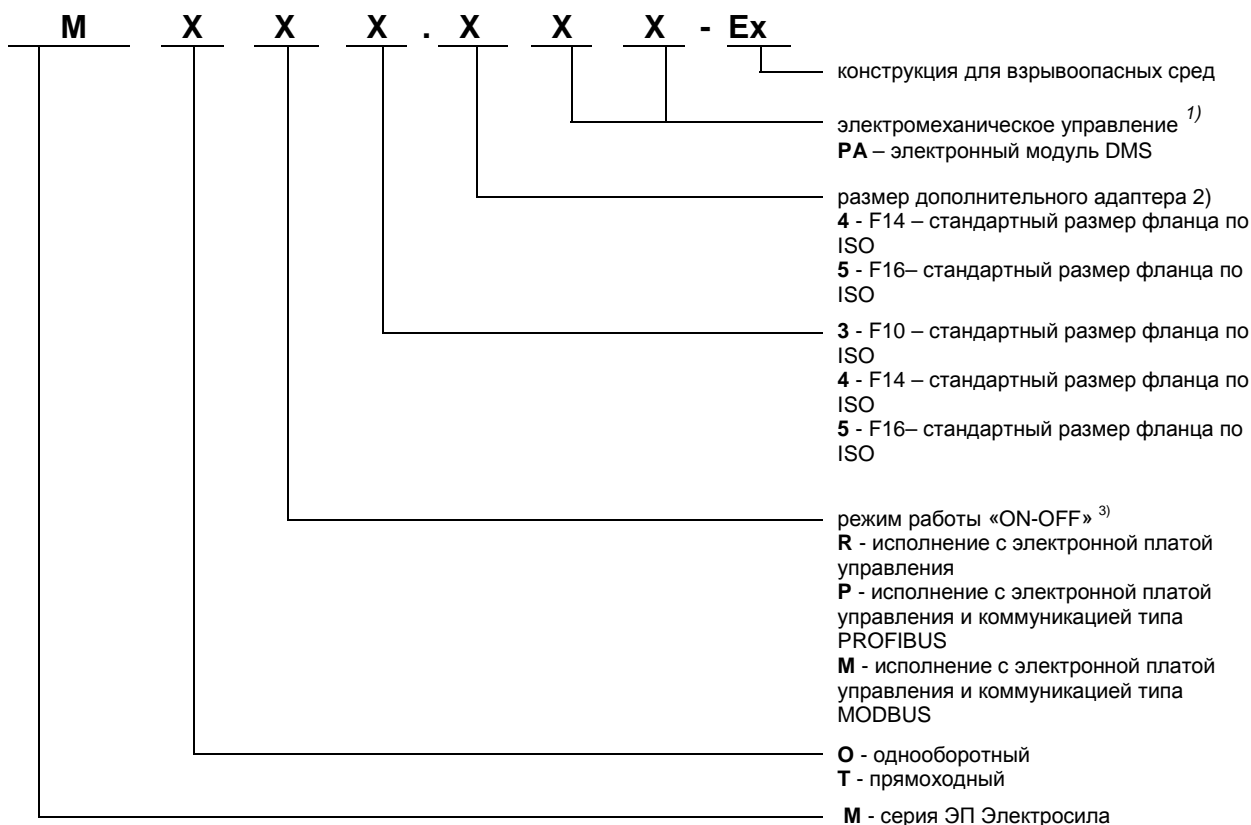 M X X X . X X X - Ex
конструкция для взрывоопасных сред
электромеханическое управление 1)
PA – электронный модуль DMS
размер дополнительного адаптера 2)
4 - F14 – стандартный размер фланца по
ISO
5 - F16– стандартный размер фланца по
ISO
3 - F10 – стандартный размер фланца по
ISO
4 - F14 – стандартный размер фланца по
ISO
5 - F16– стандартный размер фланца по
ISO
режим работы «ON-OFF» 3)
R - исполнение с электронной платой
управления
P - исполнение с электронной платой
управления и коммуникацией типа
PROFIBUS
M - исполнение с электронной платой
управления и коммуникацией типа
MODBUS
O - однооборотный
T - прямоходный
M - серия ЭП Электросила